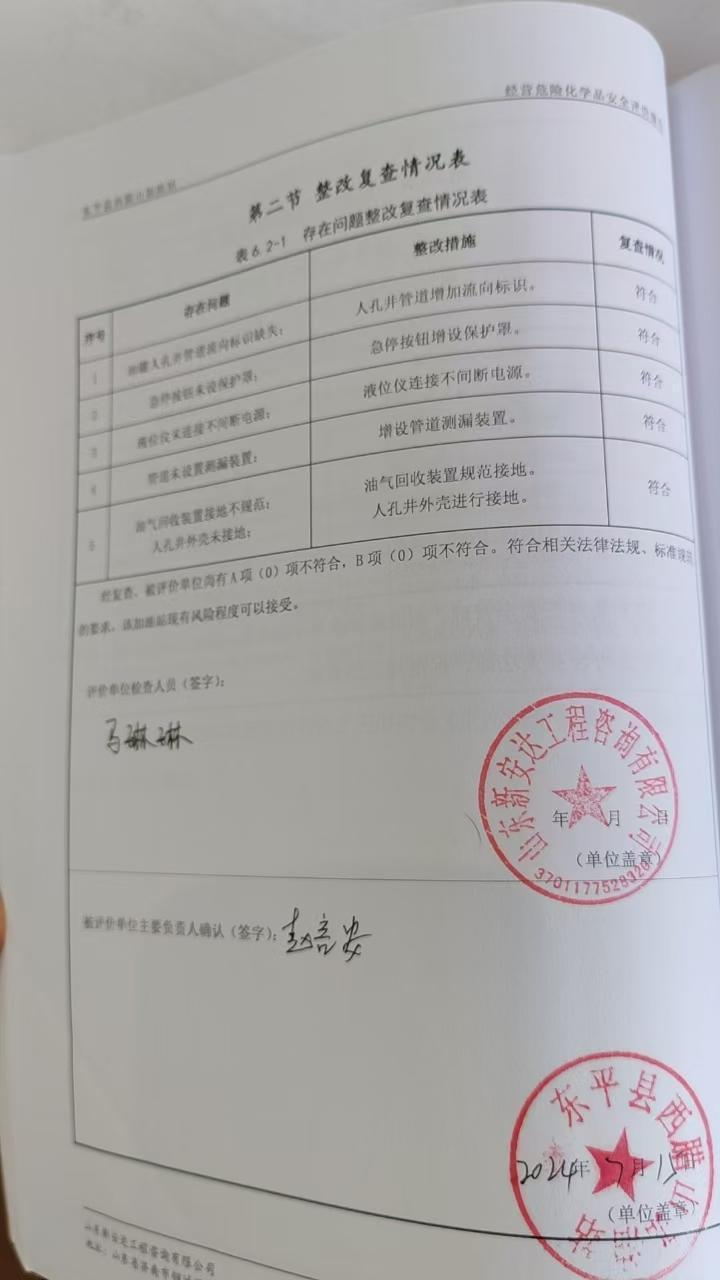 经营危险化学品安全评价报告
第二节 整改复查情况表
表6.2-1 存在问题整改复查情况表
序号 存在问题 整改措施 复查情况
1 油罐人孔井管道流向标识缺失; 人孔井管道增加流向标识。 符合
2 急停按钮未设保护罩; 急停按钮增设保护罩。 符合
3 液位仪未连接不间断电源; 液位仪连接不间断电源。 符合
4 管道未设置测漏装置; 增设管道测漏装置。 符合
5 油气回收装置接地不规范; 油气回收装置规范接地。 符合
人孔井外壳未接地; 人孔井外壳进行接地。
经复查,被评价单位尚有A项(0)项不符合,B项(0)项不符合。符合相关法律法规、标准规范
的要求,该加油站现有风险程度可以接受。
评价单位检查人员(签字):
马琳琳
山东新安达工程咨询有限公司
年 月 日
(单位盖章)
被评价单位主要负责人确认(签字):
东平县西腊山加油站
2024年7月15日
(单位盖章)
山东新安达工程咨询有限公司
地址:山东省济南市